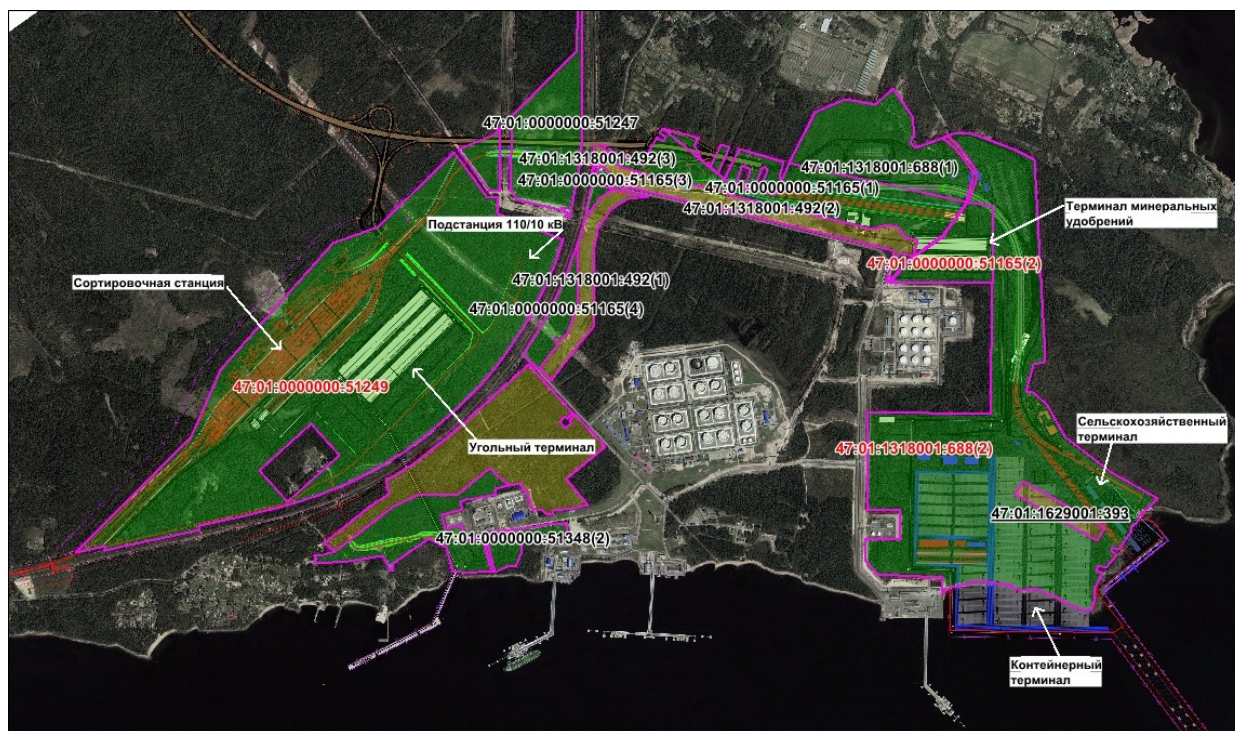 47:01:0000000:51247
47:01:1318001:492(3)
47:01:0000000:51165(3)
47:01:1318001:688(1)
47:01:0000000:51165(1)
47:01:1318001:492(2)
Терминал минеральных
удобрений
Подстанция 110/10 кВ
47:01:0000000:51165(2)
Сортировочная станция
47:01:1318001:492(1)
47:01:0000000:51165(4)
47:01:0000000:51249
Сельскохозяйственный
терминал
Угольный терминал
47:01:1318001:688(2)
47:01:1629001:393
47:01:0000000:51348(2)
Контейнерный
терминал